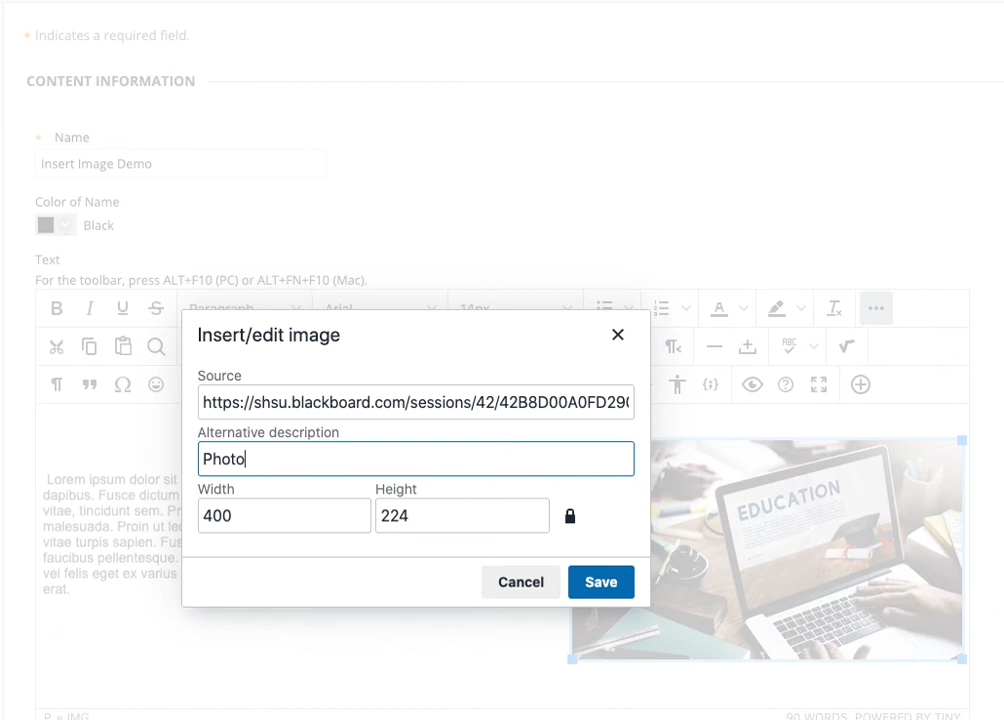 * Indicates a required field.
CONTENT INFORMATION
* Name
Insert Image Demo
Color of Name
Black
Text
For the toolbar, press ALT+F10 (PC) or ALT+FN+F10 (Mac).
B I U S Paragraph Arial 14px A
ABC
Insert/edit image
Source
https://shsu.blackboard.com/sessions/42/42B8D00A0FD29
Alternative description
Photo
Width Height
400 224
Cancel Save
EDUCATION
Lorem ipsum dolor sit
dapibus. Fusce dictum
vitae, tincidunt sem. Pr
malesuada. Proin ut leo
vitae turpis sapien. Fus
faucibus pellentesque.
vel felis eget ex varius
erat.
P » IMG 90 WORDS POWERED BY TINY